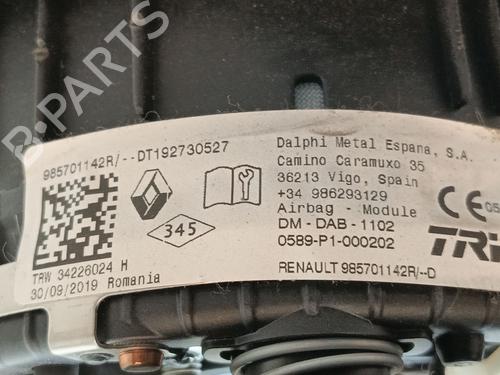 985701142R/--DT192730527
345
TRW 34226024 H
30/09/2019 Romania
Dalphi Metal Espana, S.A.
Camino Caramuxo 35
36213 Vigo, Spain
+34 986293129
Airbag - Module
DM - DAB - 1102
0589-P1-000202
RENAULT 985701142R/--D
CE
TRW
B-PARTS